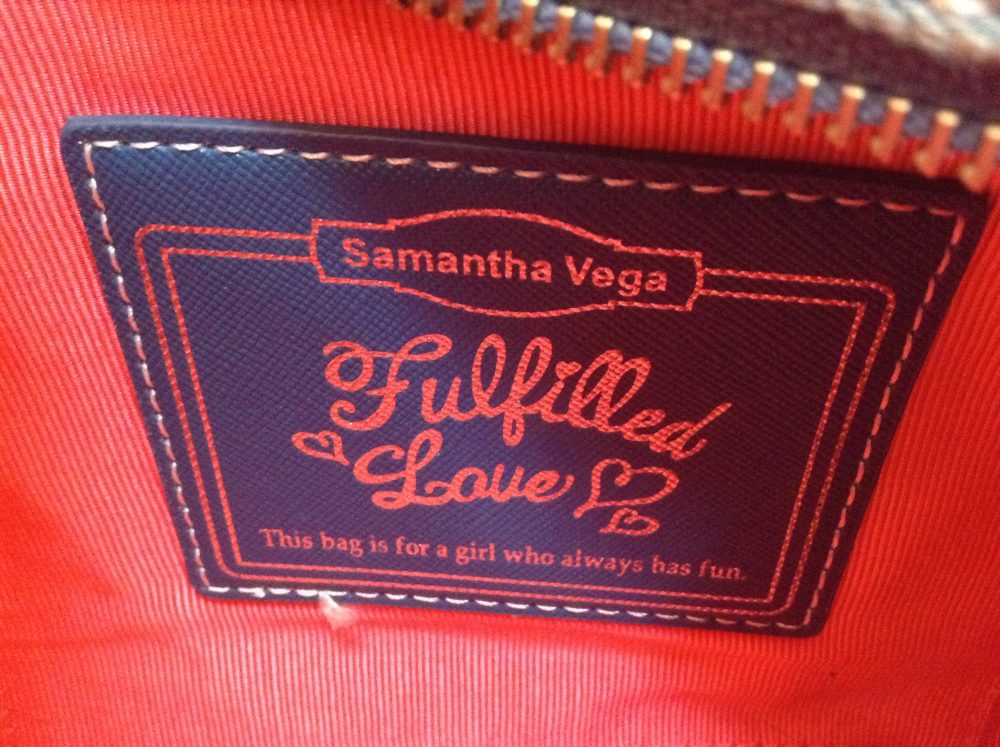 Samantha Vega
Fulfilled
Love
This bag is for a girl who always has fun.